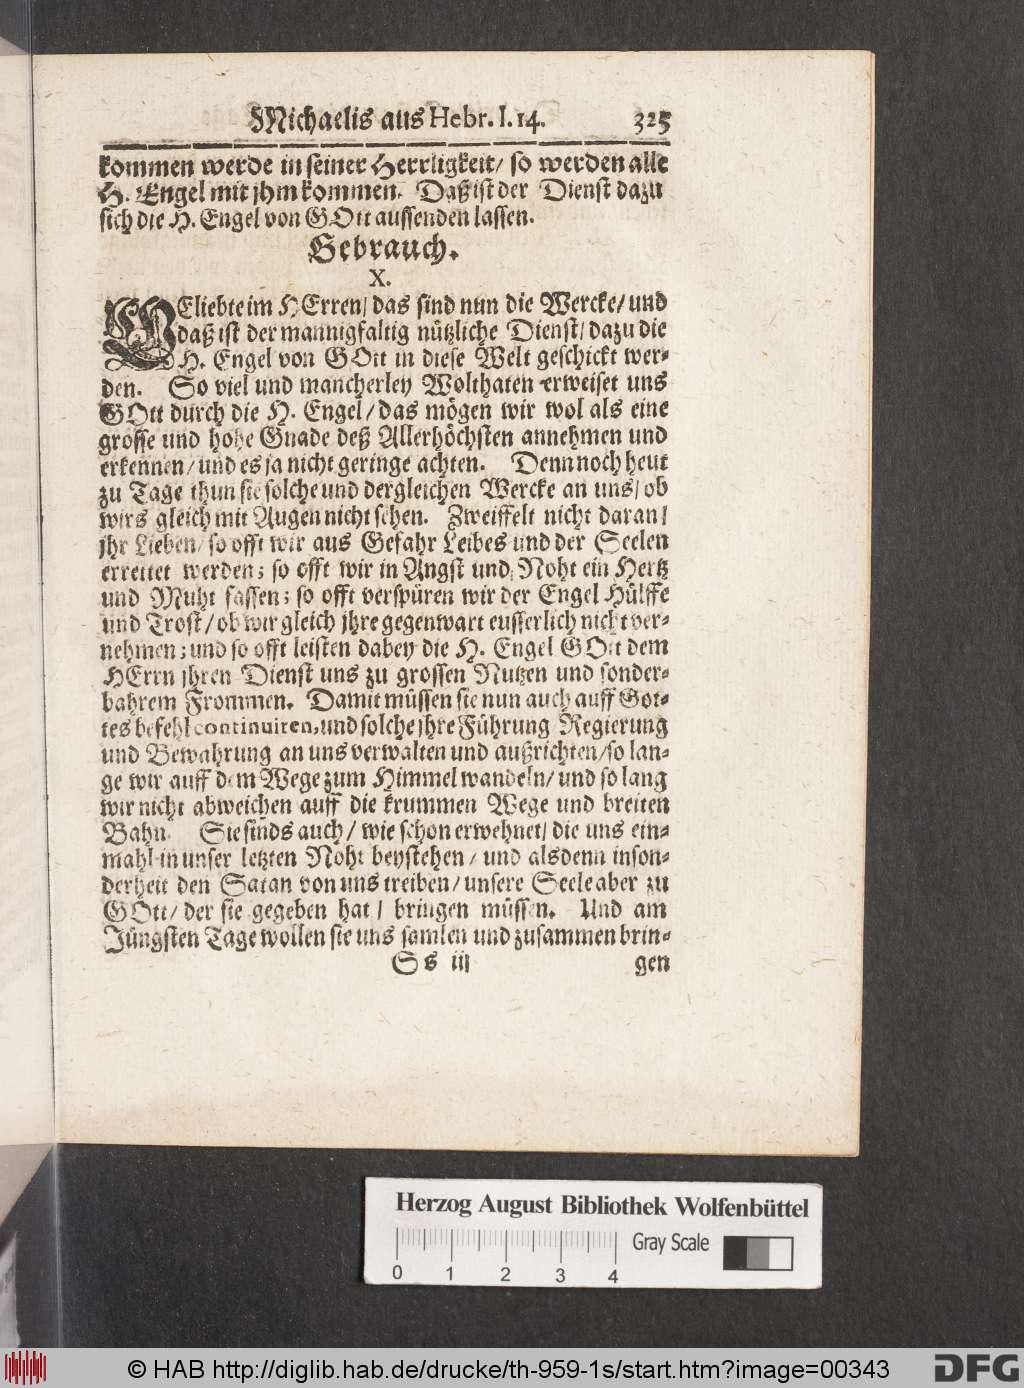 Michaelis aus Hebr. I. 14. 325
kommen werde in seiner Herrligkeit/ so werden alle
H. Engel mit jhm kommen. Daß ist der Dienst dazu
sich die H. Engel von GOtt aussenden lassen.
Gebrauch.
X.
GEliebte im HErren/ das sind nun die Wercke/ und
daß ist der mannigfaltig nützliche Dienst/ dazu die
H. Engel von GOtt in diese Welt geschickt wer-
den. So viel und mancherley Wolthaten erweiset uns
GOtt durch die H. Engel/ das mögen wir wol als eine
grosse und hohe Gnade deß Allerhöchsten annehmen und
erkennen/ und es ja nicht geringe achten. Denn noch heut
zu Tage thun sie solche und dergleichen Wercke an uns/ ob
wirs gleich mit Augen nicht sehen. Zweiffelt nicht daran/
jhr Lieben/ so offt wir aus Gefahr Leibes und der Seelen
errettet werden; so offt wir in Angst und Noht ein Hertz
und Muht fassen; so offt verspüren wir der Engel Hülffe
und Trost/ ob wir gleich jhre gegenwart eusserlich nicht ver-
nehmen; und so offt leisten dabey die H. Engel GOtt dem
HErrn jhren Dienst uns zu grossen Nutzen und sonder-
bahrem Frommen. Damit müssen sie nun auch auff Got-
tes befehl continuiren, und solche jhre Führung Regierung
und Bewahrung an uns verwalten und außrichten/ so lan-
ge wir auff dem Wege zum Himmel wandeln/ und so lang
wir nicht abweichen auff die krummen Wege und breiten
Bahn. Sie sinds auch/ wie schon erwehnet/ die uns ein-
mahl in unser letzten Noht beystehen/ und alsdenn inson-
derheit den Satan von uns treiben/ unsere Seele aber zu
GOtt/ der sie gegeben hat/ bringen müssen. Und am
Jüngsten Tage wollen sie uns samlen und zusammen brin-
Ss iij gen
Herzog August Bibliothek Wolfenbüttel
Gray Scale
0 1 2 3 4
© HAB http://diglib.hab.de/drucke/th-959-1s/start.htm?image=00343
DFG